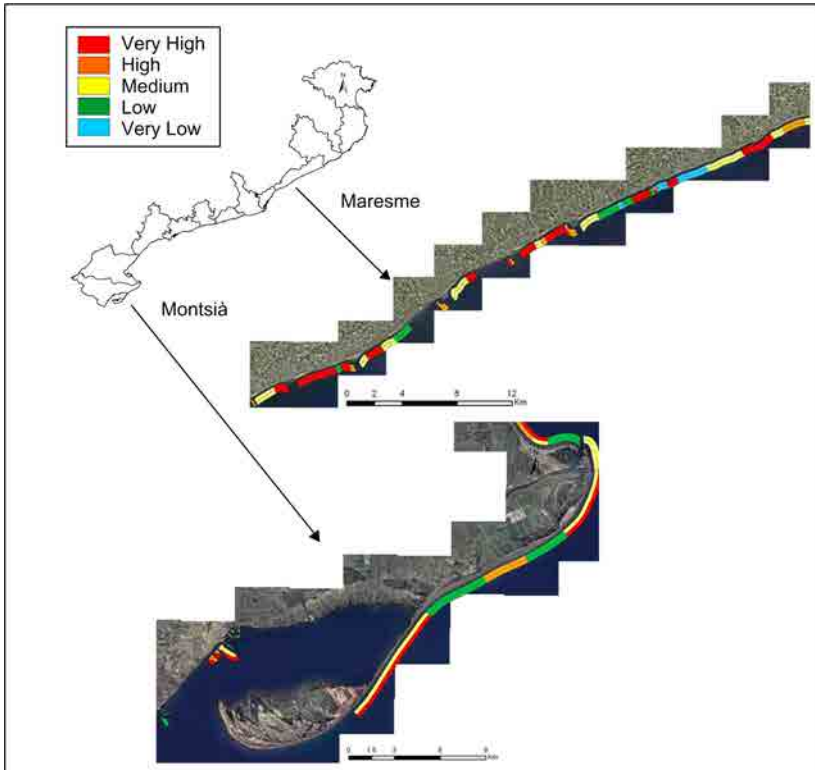 Very High
High
Medium
Low
Very Low
N
Maresme
Montsià
0 2 4 8 12
Km